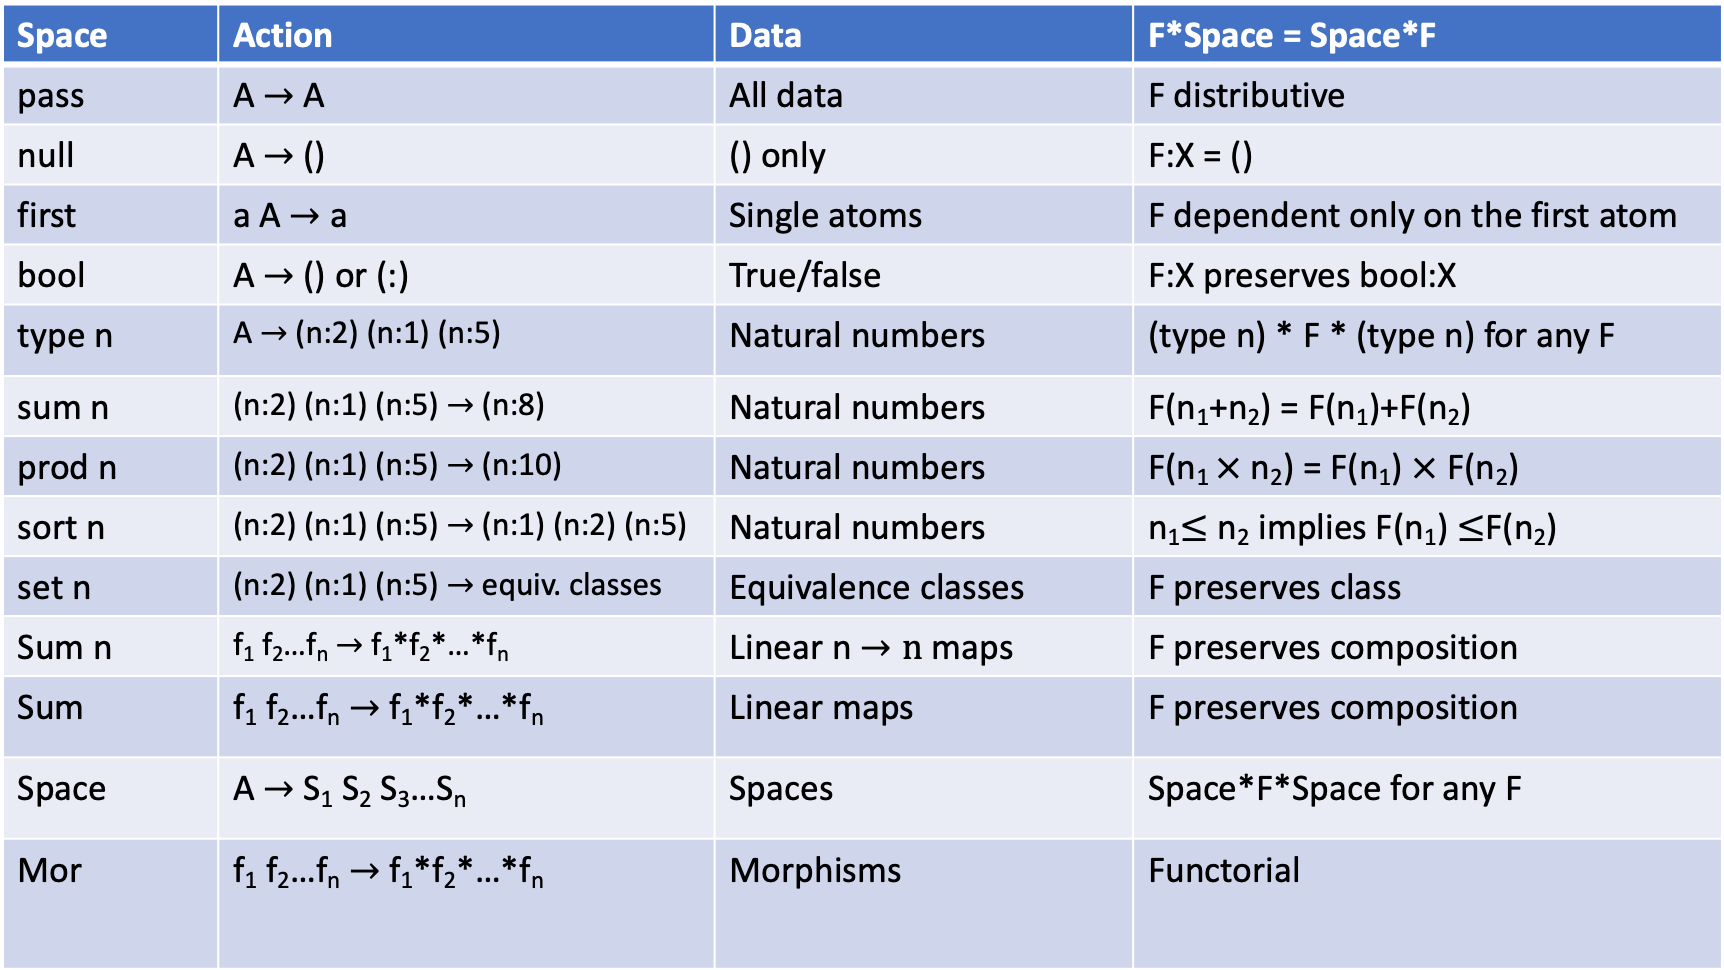 Space Action Data F*Space = Space*F
pass A → A All data F distributive
null A → () () only F:X = ()
first a A → a Single atoms F dependent only on the first atom
bool A → () or (:) True/false F:X preserves bool:X
type n A → (n:2) (n:1) (n:5) Natural numbers (type n) * F * (type n) for any F
sum n (n:2) (n:1) (n:5) → (n:8) Natural numbers F(n₁+n₂) = F(n₁)+F(n₂)
prod n (n:2) (n:1) (n:5) → (n:10) Natural numbers F(n₁ × n₂) = F(n₁) × F(n₂)
sort n (n:2) (n:1) (n:5) → (n:1) (n:2) (n:5) Natural numbers n₁≤ n₂ implies F(n₁) ≤F(n₂)
set n (n:2) (n:1) (n:5) → equiv. classes Equivalence classes F preserves class
Sum n f₁ f₂...fₙ → f₁*f₂*...*fₙ Linear n → n maps F preserves composition
Sum f₁ f₂...fₙ → f₁*f₂*...*fₙ Linear maps F preserves composition
Space A → S₁ S₂ S₃...Sₙ Spaces Space*F*Space for any F
Mor f₁ f₂...fₙ → f₁*f₂*...*fₙ Morphisms Functorial